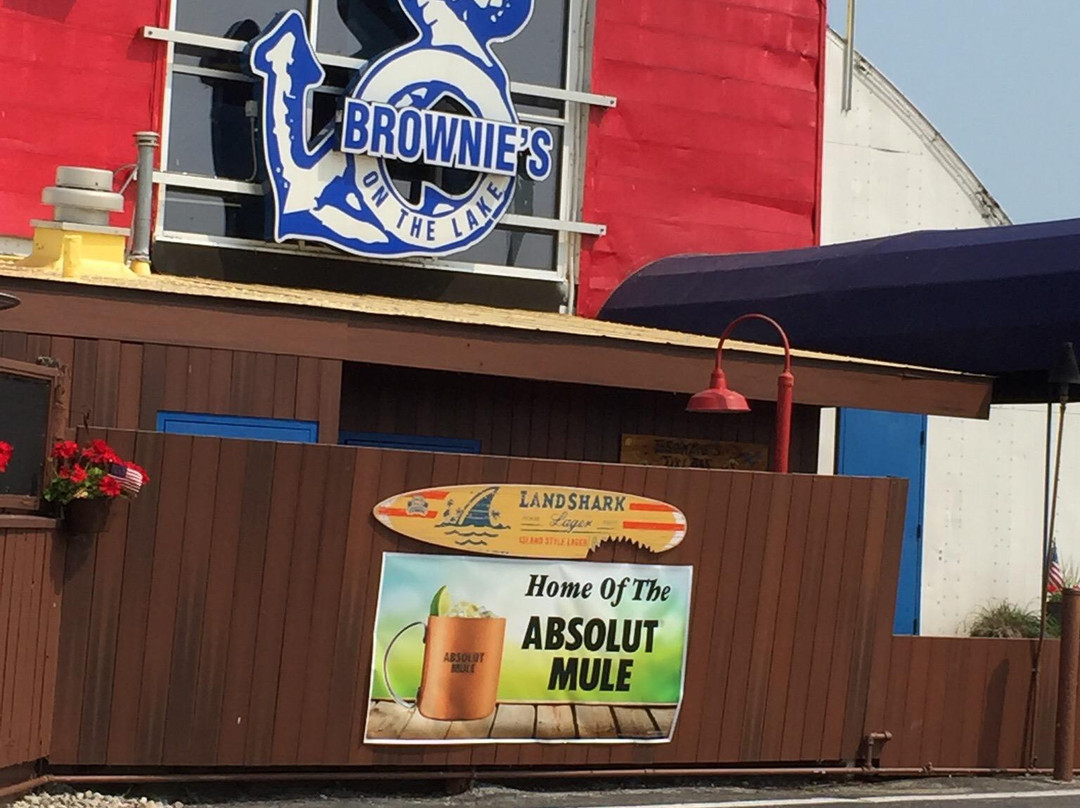 BROWNIE'S
ON THE LAKE
LANDSHARK
Lager
ISLAND STYLE LAGER
Home Of The
ABSOLUT
MULE
ABSOLUT
MULE